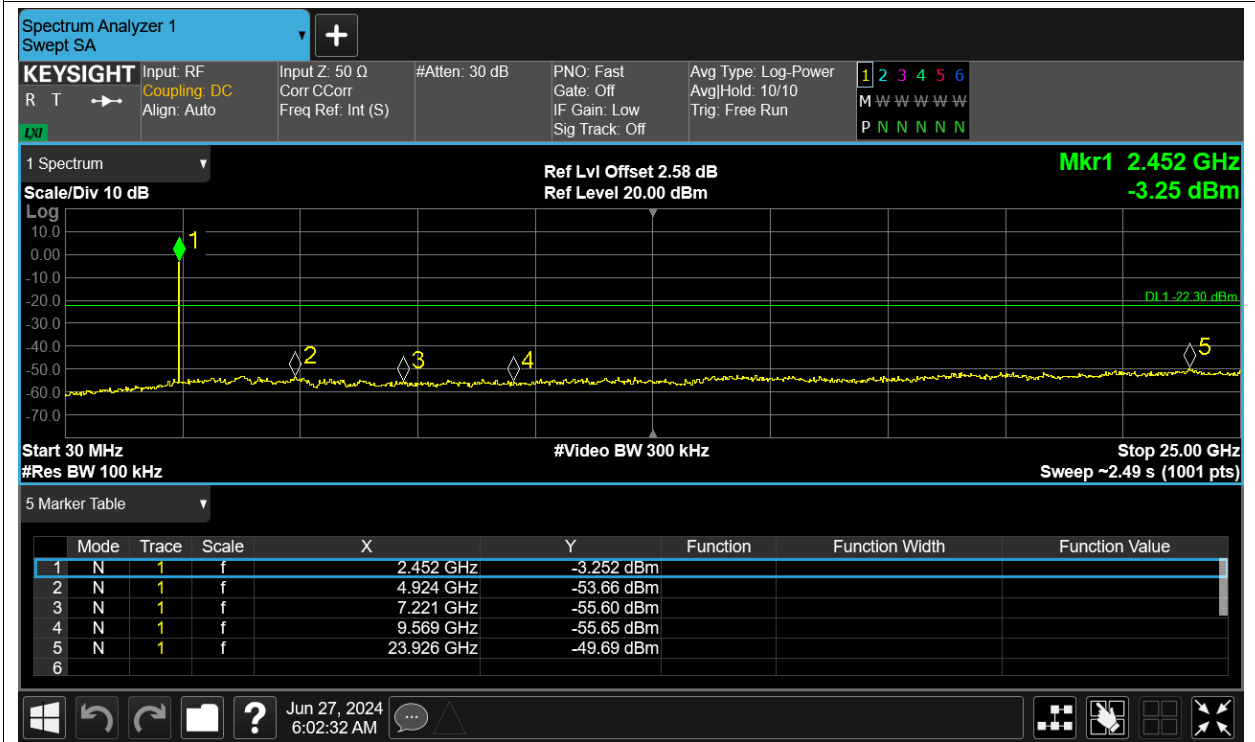 Spectrum Analyzer 1
Swept SA
+
KEYSIGHT Input: RF Input Z: 50 Ω #Atten: 30 dB PNO: Fast Avg Type: Log-Power 1 2 3 4 5 6
R T Coupling: DC Corr CCorr Gate: Off Avg|Hold: 10/10 M W W W W W
Align: Auto Freq Ref: Int (S) IF Gain: Low Trig: Free Run
LXI Sig Track: Off P N N N N N
1 Spectrum Ref Lvl Offset 2.58 dB Mkr1 2.452 GHz
Scale/Div 10 dB Ref Level 20.00 dBm -3.25 dBm
Log
10.0
0.00
-10.0
-20.0
-30.0
-40.0
-50.0
-60.0
-70.0
1
2
3
4
5
DL1 -22.30 dBm
Start 30 MHz #Video BW 300 kHz Stop 25.00 GHz
#Res BW 100 kHz Sweep ~2.49 s (1001 pts)
5 Marker Table
Mode Trace Scale X Y Function Function Width Function Value
1 N 1 f 2.452 GHz -3.252 dBm
2 N 1 f 4.924 GHz -53.66 dBm
3 N 1 f 7.221 GHz -55.60 dBm
4 N 1 f 9.569 GHz -55.65 dBm
5 N 1 f 23.926 GHz -49.69 dBm
6
? Jun 27, 2024
6:02:32 AM